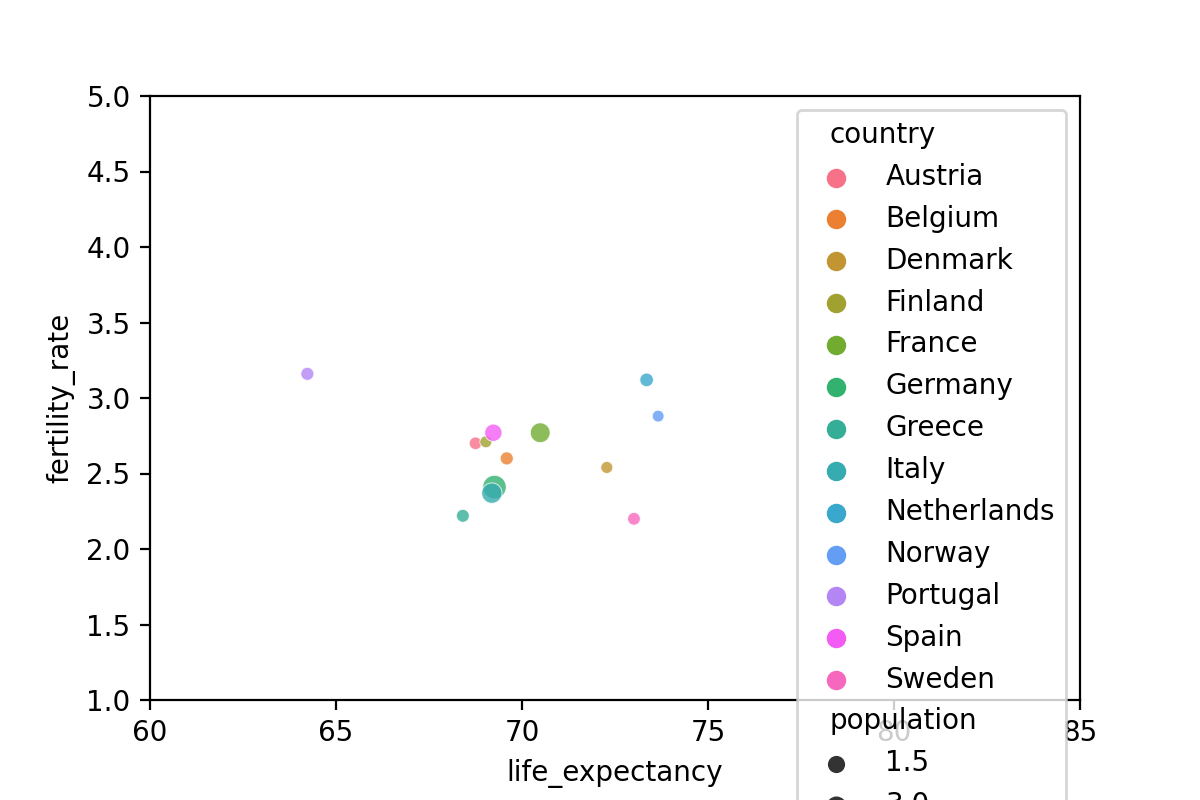 5.0
4.5
4.0
3.5
3.0
2.5
2.0
1.5
1.0
fertility_rate
60
65
70
75
80
85
life_expectancy
country
Austria
Belgium
Denmark
Finland
France
Germany
Greece
Italy
Netherlands
Norway
Portugal
Spain
Sweden
population
1.5
3.0